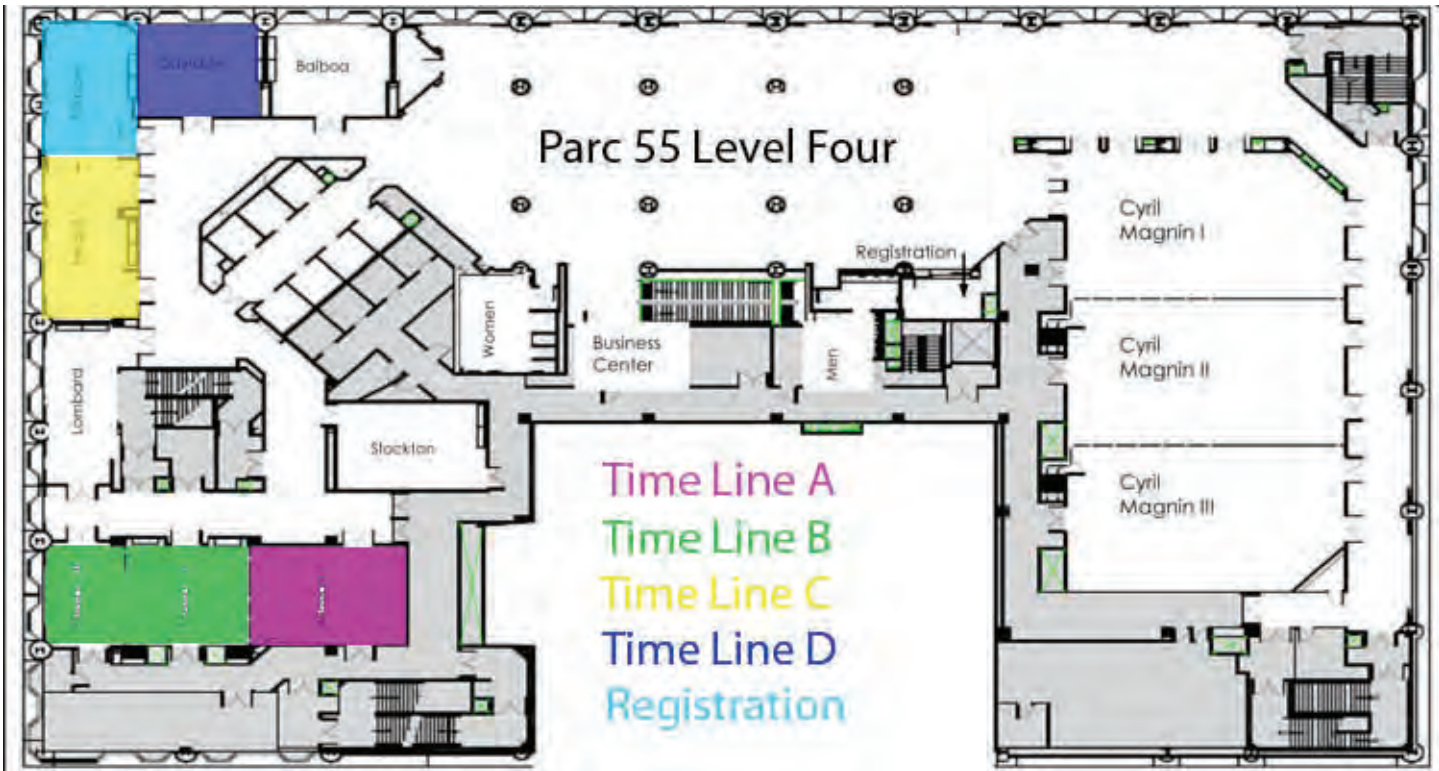 Balboa
Parc 55 Level Four
Cyril
Magnin I
Registration
Women
Business
Center
Men
Cyril
Magnin II
Lombard
Stockton
Time Line A
Time Line B
Time Line C
Time Line D
Registration
Cyril
Magnin III